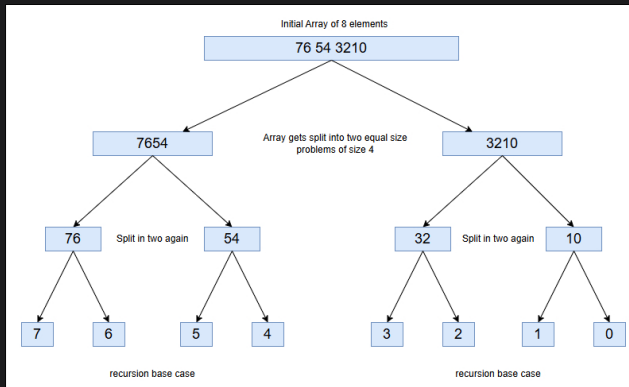 Initial Array of 8 elements
76 54 3210
7654
Array gets split into two equal size
problems of size 4
3210
76
Split in two again
54
32
Split in two again
10
7
6
5
4
3
2
1
0
recursion base case
recursion base case